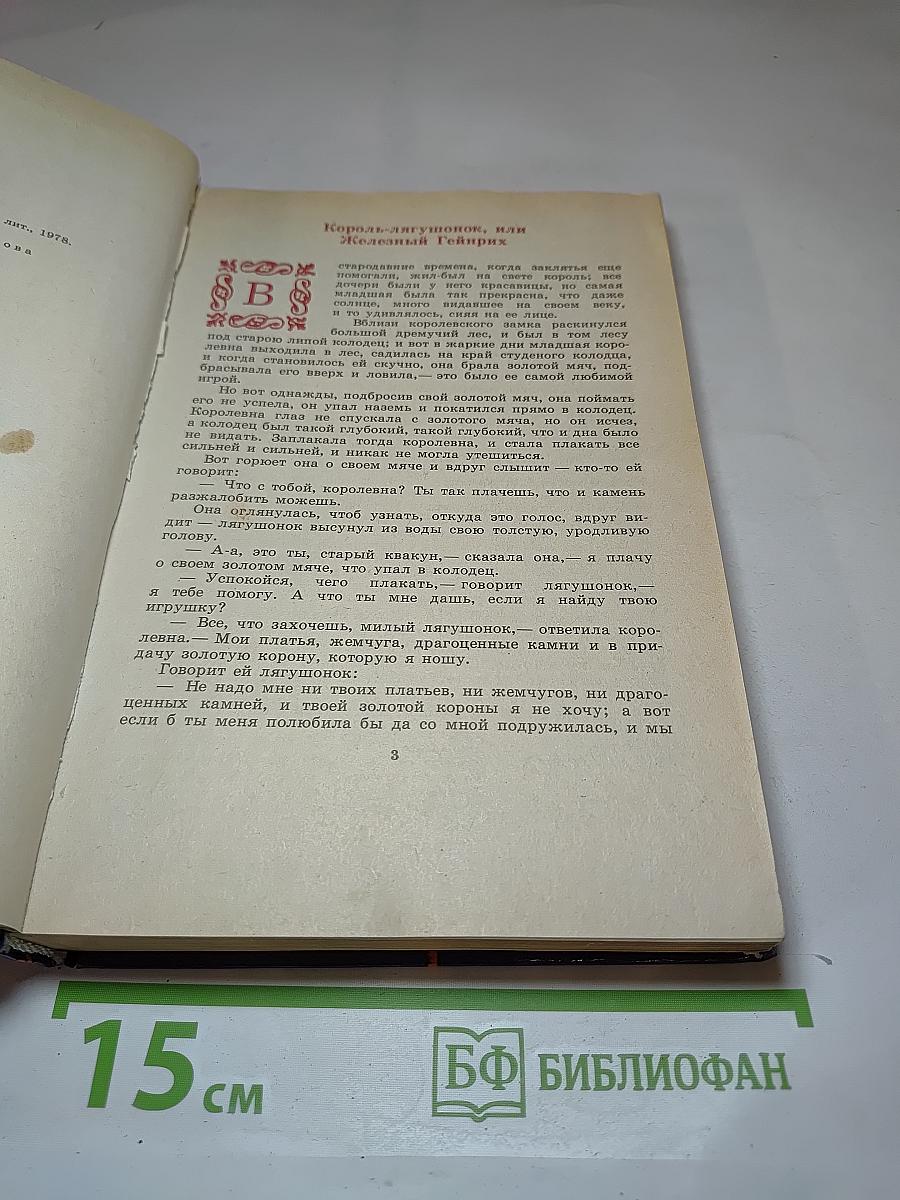 лит., 1978.
ова
Король-лягушонок, или
Железный Гейнрих
В
стародавние времена, когда заклятья еще
помогали, жил-был на свете король; все
дочери были у него красавицы, но самая
младшая была так прекрасна, что даже
солнце, много видавшее на своем веку,
и то удивлялось, сияя на ее лице.
Вблизи королевского замка раскинулся
большой дремучий лес, и был в том лесу
под старою липой колодец; и вот в жаркие дни младшая коро-
левна выходила в лес, садилась на край студеного колодца,
и когда становилось ей скучно, она брала золотой мяч, под-
брасывала его вверх и ловила,— это было ее самой любимой
игрой.
Но вот однажды, подбросив свой золотой мяч, она поймать
его не успела, он упал наземь и покатился прямо в колодец.
Королевна глаз не спускала с золотого мяча, но он исчез,
а колодец был такой глубокий, такой глубокий, что и дна было
не видать. Заплакала тогда королевна, и стала плакать все
сильней и сильней, и никак не могла утешиться.
Вот горюет она о своем мяче и вдруг слышит — кто-то ей
говорит:
— Что с тобой, королевна? Ты так плачешь, что и камень
разжалобить можешь.
Она оглянулась, чтоб узнать, откуда это голос, вдруг ви-
дит — лягушонок высунул из воды свою толстую, уродливую
голову.
— А-а, это ты, старый квакун,— сказала она,— я плачу
о своем золотом мяче, что упал в колодец.
— Успокойся, чего плакать,— говорит лягушонок,—
я тебе помогу. А что ты мне дашь, если я найду твою
игрушку?
— Все, что захочешь, милый лягушонок,— ответила коро-
левна.— Мои платья, жемчуга, драгоценные камни и в при-
дачу золотую корону, которую я ношу.
Говорит ей лягушонок:
— Не надо мне ни твоих платьев, ни жемчугов, ни драго-
ценных камней, и твоей золотой короны я не хочу; а вот
если б ты меня полюбила бы да со мной подружилась, и мы
3
15 см
БФ БИБЛИОФАН